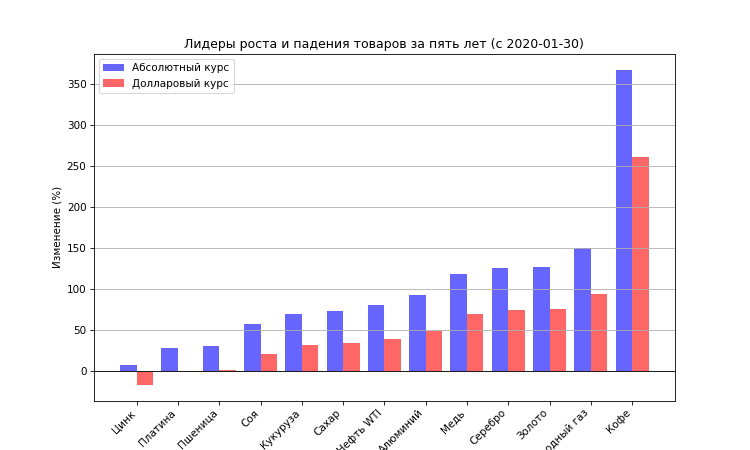 Лидеры роста и падения товаров за пять лет (с 2020-01-30)
Абсолютный курс
Долларовый курс
Изменение (%)
350
300
250
200
150
100
50
0
Цинк
Платина
Пшеница
Соя
Кукуруза
Сахар
Нефть WTI
Алюминий
Медь
Серебро
Золото
одный газ
Кофе